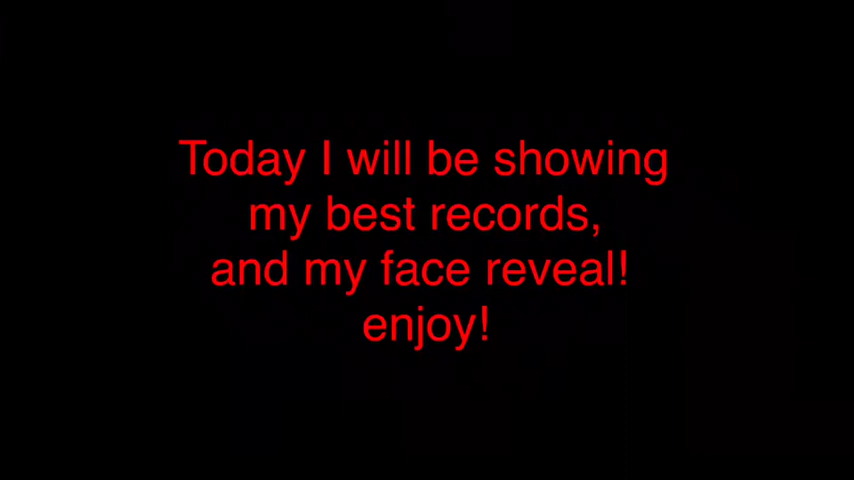 Today I will be showing
my best records,
and my face reveal!
enjoy!